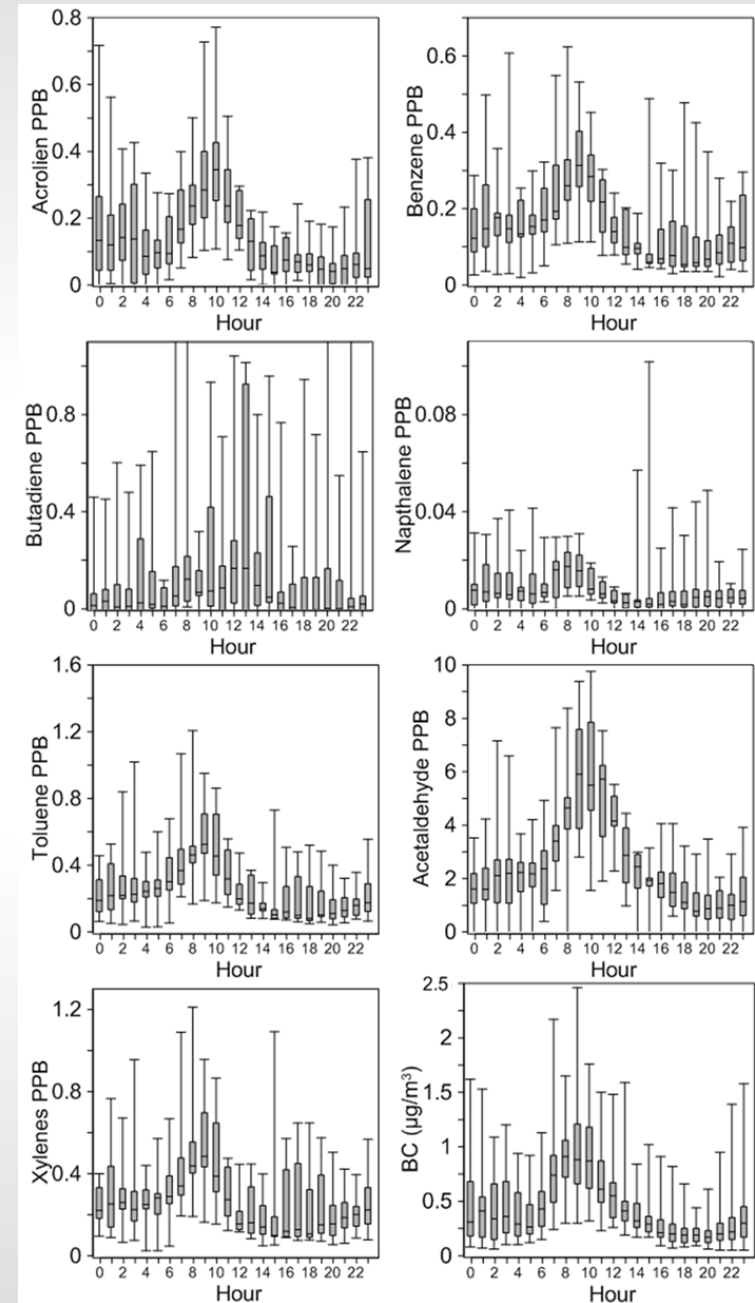 Acrolien PPB
0.8
0.6
0.4
0.2
0
0 2 4 6 8 10 12 14 16 18 20 22
Hour
Benzene PPB
0.6
0.4
0.2
0
0 2 4 6 8 10 12 14 16 18 20 22
Hour
Butadiene PPB
0.8
0.4
0
0 2 4 6 8 10 12 14 16 18 20 22
Hour
Napthalene PPB
0.08
0.04
0
0 2 4 6 8 10 12 14 16 18 20 22
Hour
Toluene PPB
1.6
1.2
0.8
0.4
0
0 2 4 6 8 10 12 14 16 18 20 22
Hour
Acetaldehyde PPB
10
8
6
4
2
0
0 2 4 6 8 10 12 14 16 18 20 22
Hour
Xylenes PPB
1.2
0.8
0.4
0
0 2 4 6 8 10 12 14 16 18 20 22
Hour
BC (µg/m³)
2.5
2
1.5
1
0.5
0
0 2 4 6 8 10 12 14 16 18 20 22
Hour